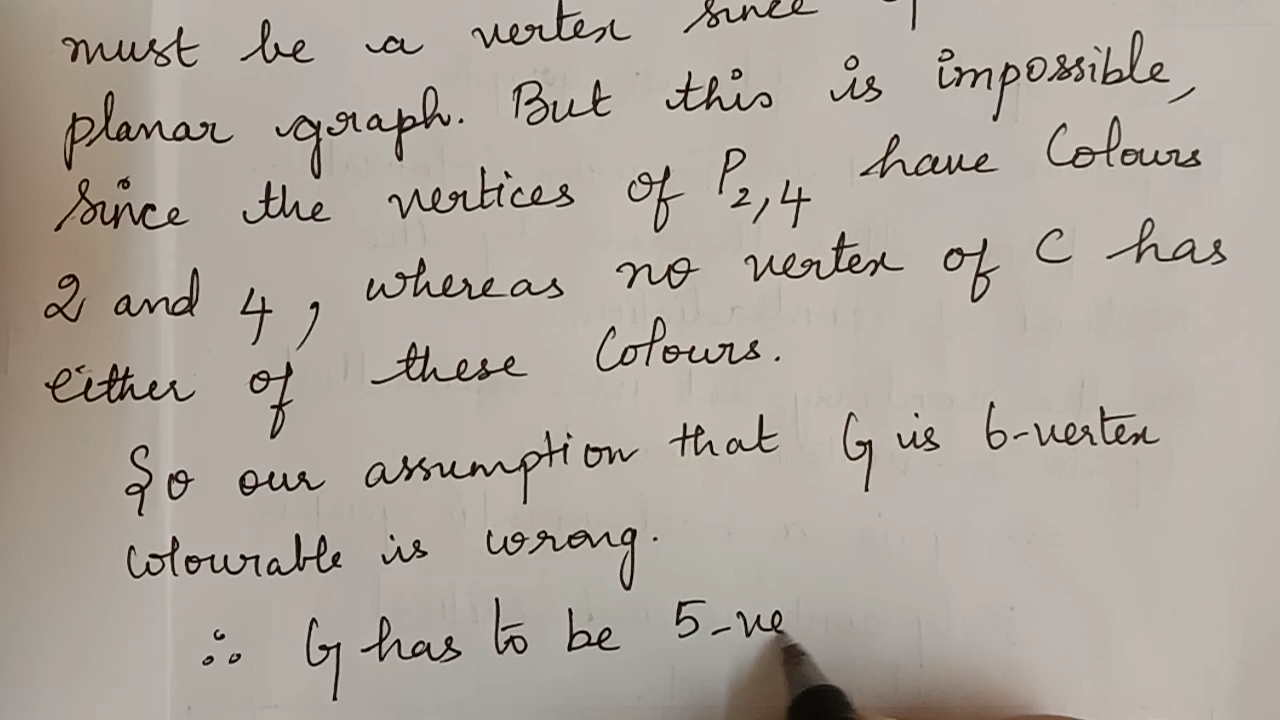 must be a vertex since
planar graph. But this is impossible,
since the vertices of P2,4 have Colours
2 and 4, whereas no vertex of C has
either of these Colours.
So our assumption that G is 6-vertex
colourable is wrong.
∴ G has to be 5-ve